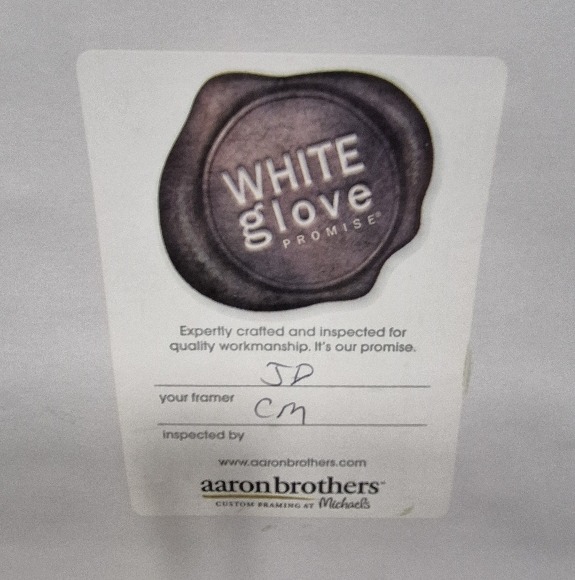 WHITE
glove
PROMISE®
Expertly crafted and inspected for
quality workmanship. It's our promise.
JD
your framer
CM
inspected by
www.aaronbrothers.com
aaronbrothers™
CUSTOM FRAMING AT Michaels